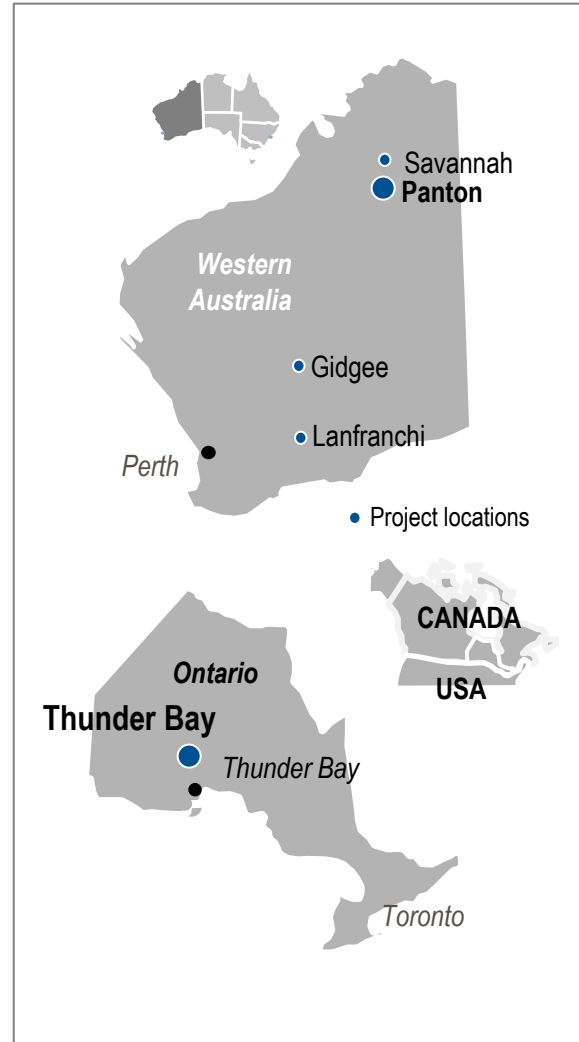 Savannah
Panton
Western
Australia
Gidgee
Lanfranchi
Perth
Project locations
CANADA
USA
Ontario
Thunder Bay
Thunder Bay
Toronto